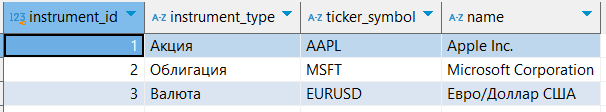 123 instrument_id A-Z instrument_type A-Z ticker_symbol A-Z name
1 Акция AAPL Apple Inc.
2 Облигация MSFT Microsoft Corporation
3 Валюта EURUSD Евро/Доллар США